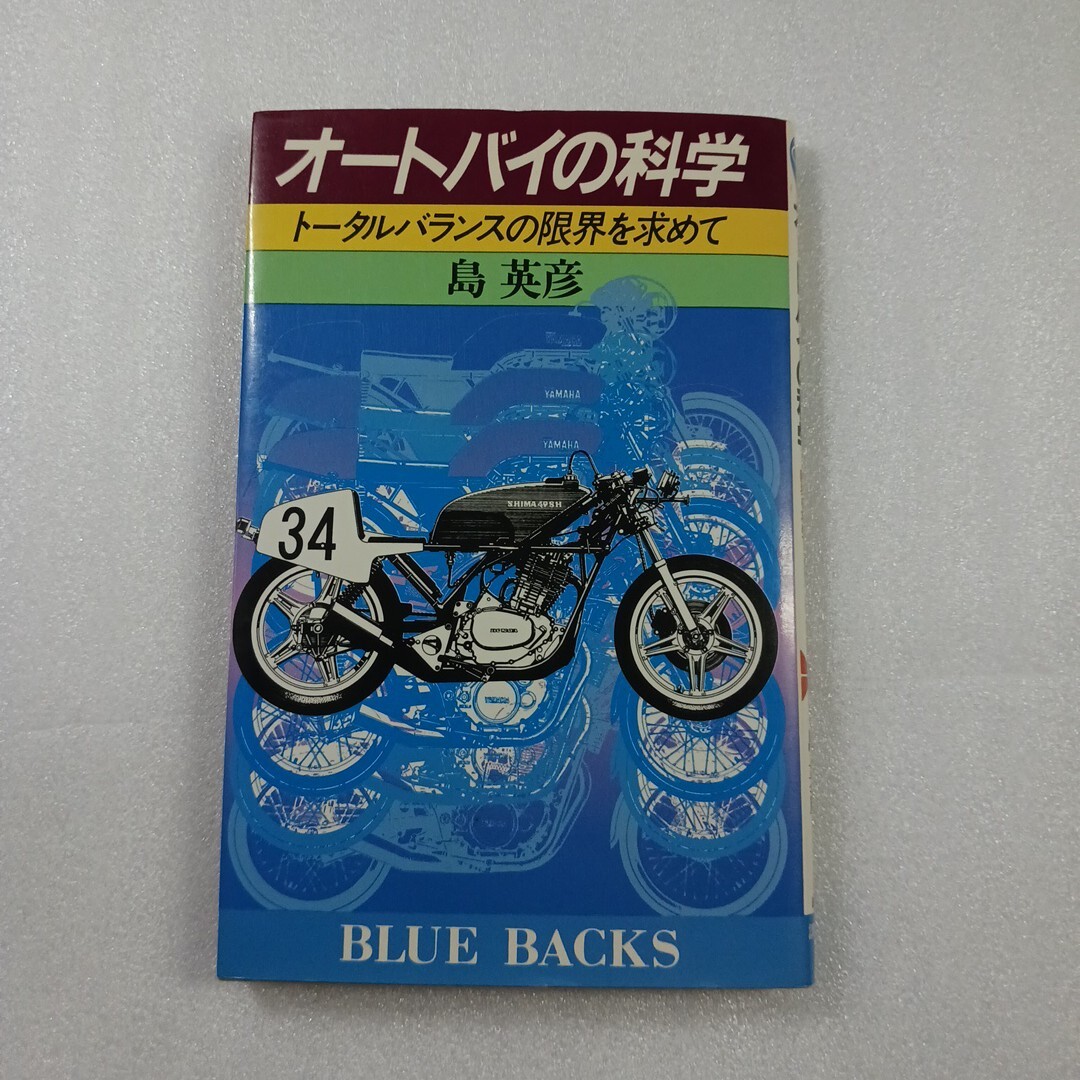 オートバイの科学
トータルバランスの限界を求めて
島 英彦
YAMAHA
YAMAHA
SHIMA498H
34
BLUE BACKS